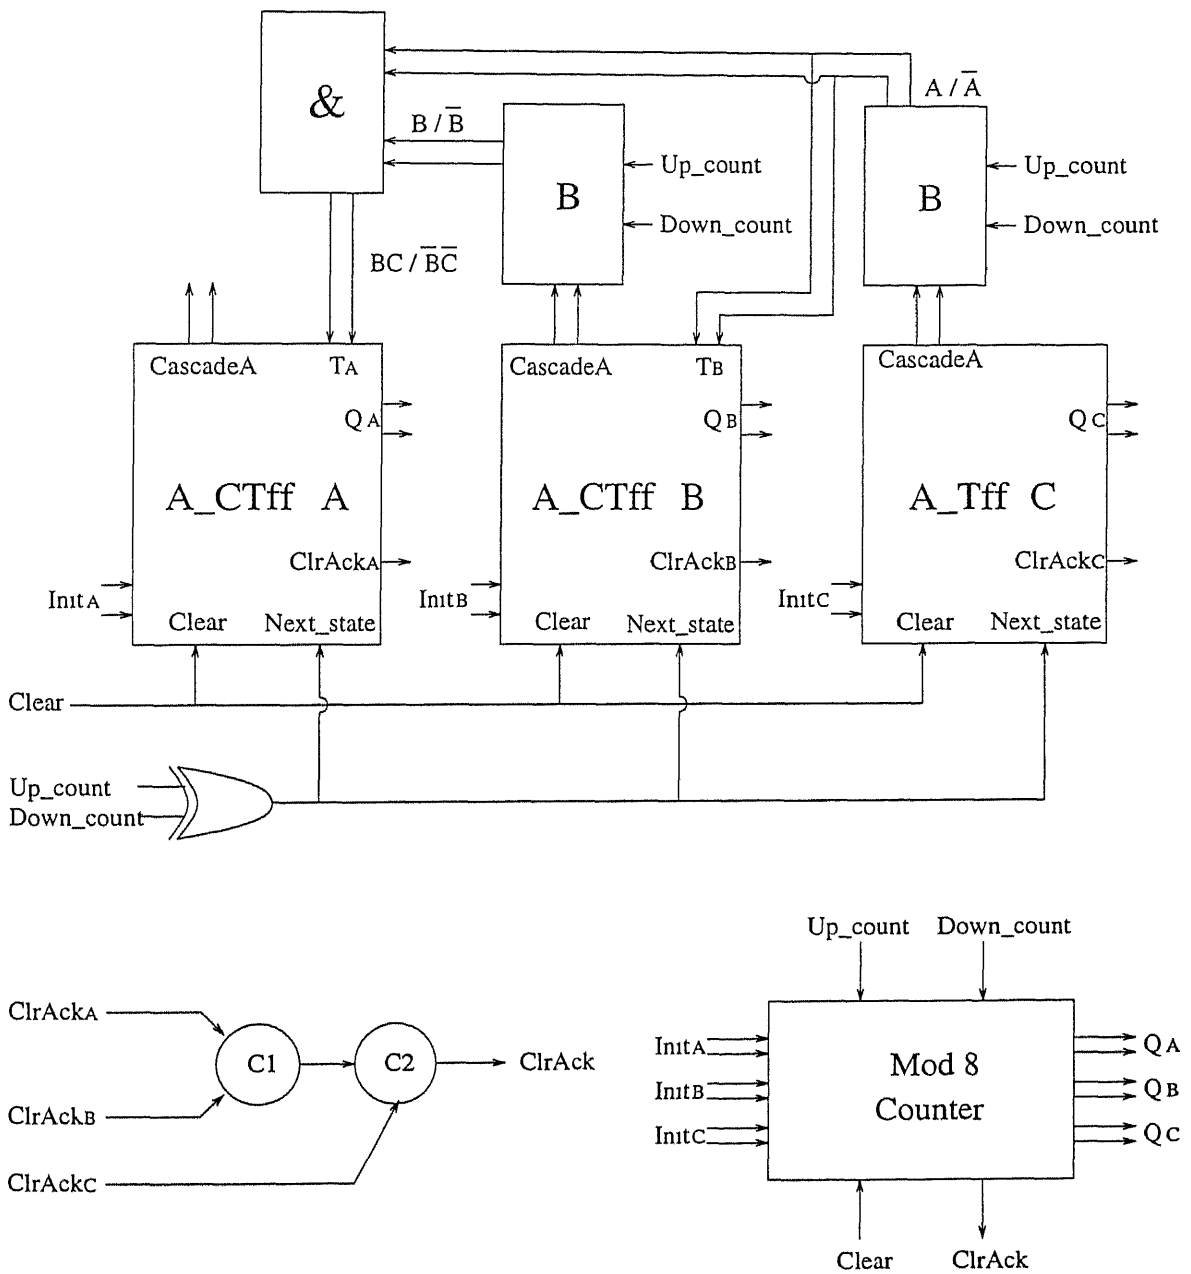 &
A / A̅
B / B̅
Up_count
Down_count
B
Up_count
Down_count
B
BC / B̅C̅
CascadeA
TA
CascadeA
TB
CascadeA
QA
QB
QC
A_CTff A
A_CTff B
A_Tff C
ClrAckA
ClrAckB
ClrAckC
InitA
InitB
InitC
Clear
Next_state
Clear
Next_state
Clear
Next_state
Clear
Up_count
Down_count
Up_count
Down_count
ClrAckA
C1
C2
ClrAck
ClrAckB
ClrAckC
InitA
InitB
InitC
Mod 8
Counter
QA
QB
QC
Clear
ClrAck